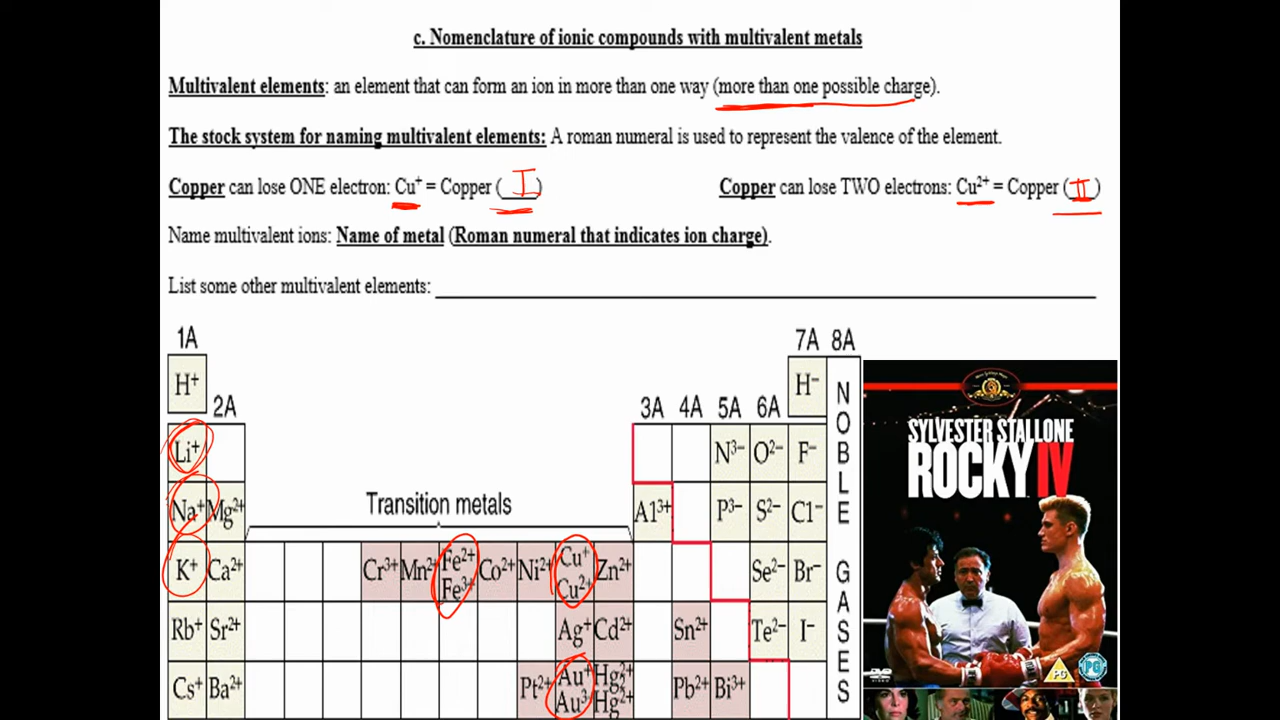 c. Nomenclature of ionic compounds with multivalent metals
Multivalent elements: an element that can form an ion in more than one way (more than one possible charge).
The stock system for naming multivalent elements: A roman numeral is used to represent the valence of the element.
Copper can lose ONE electron: Cu⁺ = Copper (I) Copper can lose TWO electrons: Cu²⁺ = Copper (II)
Name multivalent ions: Name of metal (Roman numeral that indicates ion charge).
List some other multivalent elements: ____
1A 7A 8A
H⁺ H⁻
2A 3A 4A 5A 6A
Li⁺ N³⁻ O²⁻ F⁻
Transition metals
Na⁺ Mg²⁺ A1³⁺ P³⁻ S²⁻ C1⁻
K⁺ Ca²⁺ Cr³⁺ Mn²⁺ Fe²⁺ Fe³⁺ Co²⁺ Ni²⁺ Cu⁺ Cu²⁺ Zn²⁺ Se²⁻ Br⁻
Rb⁺ Sr²⁺ Ag⁺ Cd²⁺ Sn²⁺ Te²⁻ I⁻
Cs⁺ Ba²⁺ Pt²⁺ Au⁺ Au³⁺ Hg₂²⁺ Hg²⁺ Pb²⁺ Bi³⁺
NOBLE GASES
SYLVESTER STALLONE
ROCKY IV
DVD
PG
PG